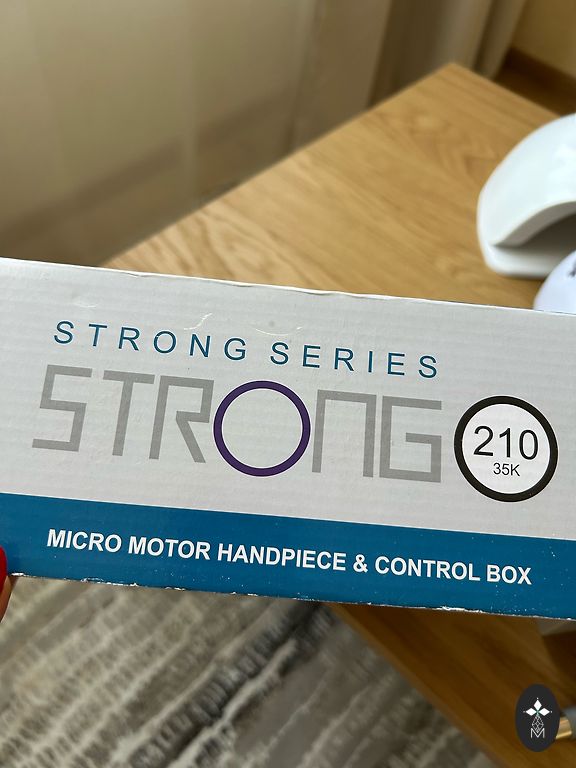 STRONG SERIES
STRONG 210
35K
MICRO MOTOR HANDPIECE & CONTROL BOX
M